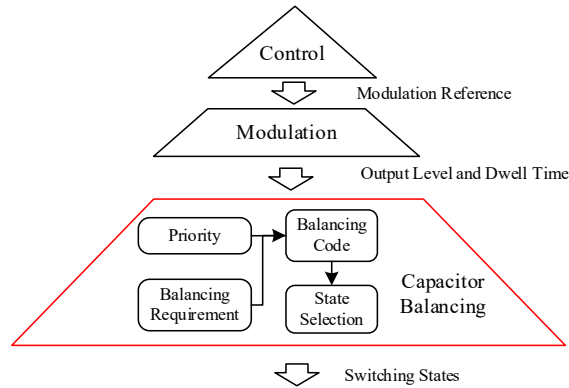 Control
Modulation Reference
Modulation
Output Level and Dwell Time
Priority
Balancing
Code
Balancing
Requirement
State
Selection
Capacitor
Balancing
Switching States